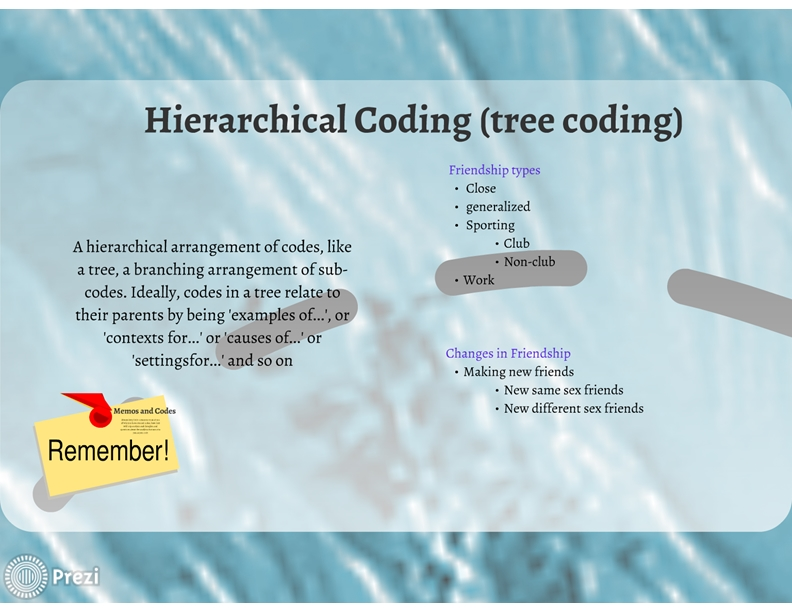 Hierarchical Coding (tree coding)
A hierarchical arrangement of codes, like
a tree, a branching arrangement of sub-
codes. Ideally, codes in a tree relate to
their parents by being 'examples of...', or
'contexts for...' or 'causes of...' or
'settingsfor...' and so on
Friendship types
• Close
• generalized
• Sporting
• Club
• Non-club
• Work
Changes in Friendship
• Making new friends
• New same sex friends
• New different sex friends
Memos and Codes
Remember!
Prezi